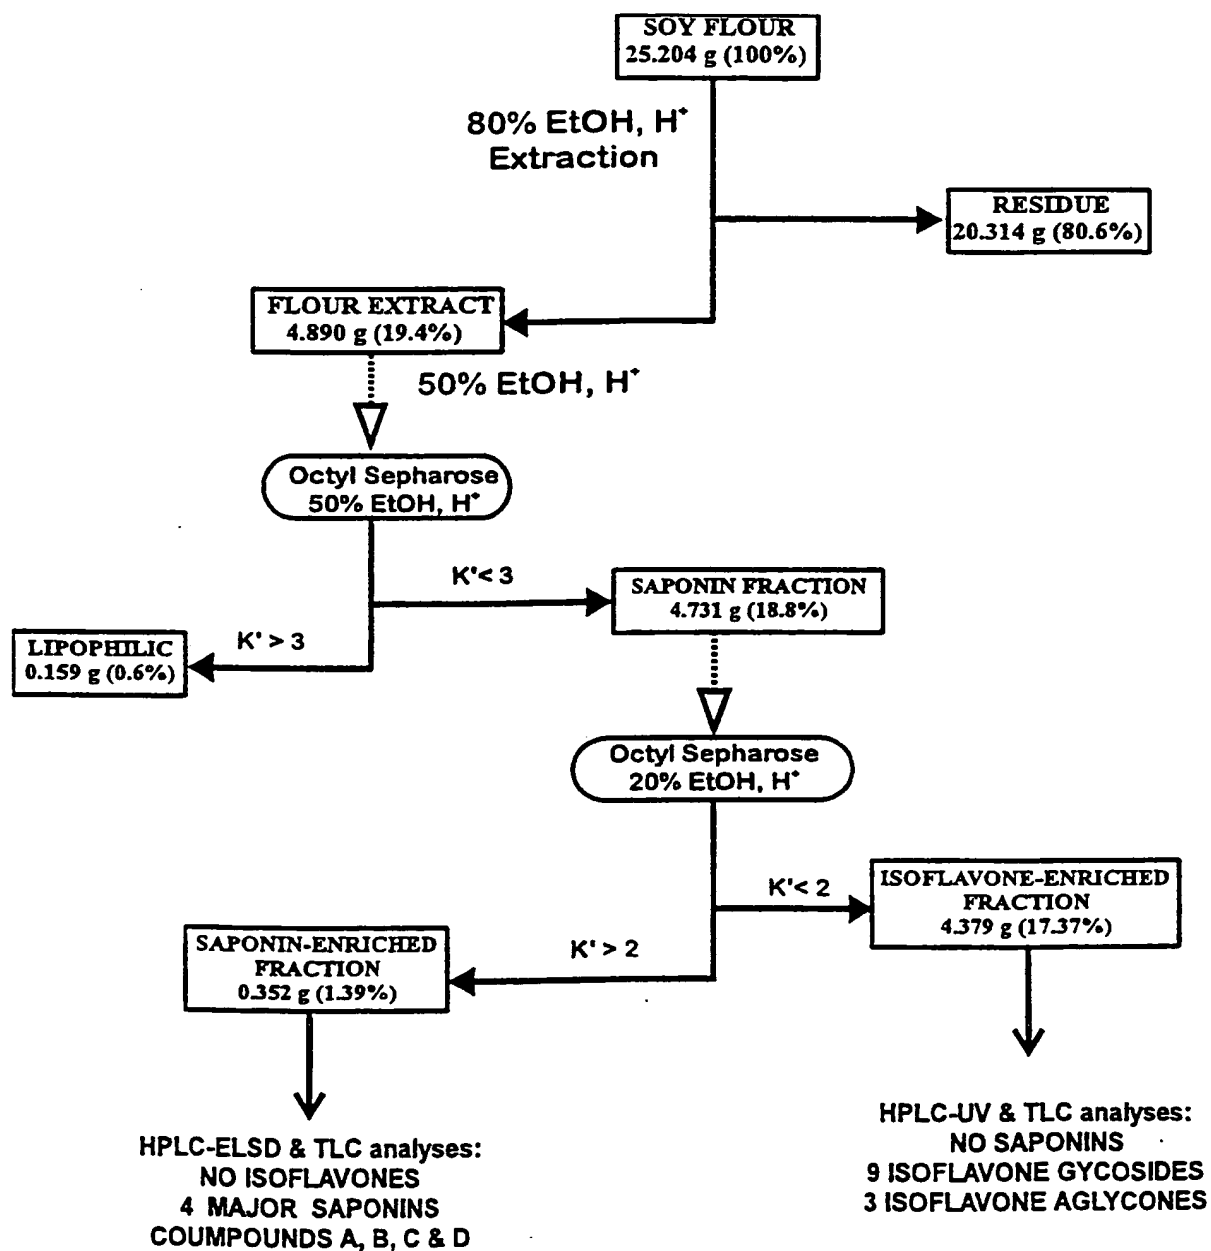 SOY FLOUR
25.204 g (100%)
80% EtOH, H⁺
Extraction
RESIDUE
20.314 g (80.6%)
FLOUR EXTRACT
4.890 g (19.4%)
50% EtOH, H⁺
Octyl Sepharose
50% EtOH, H⁺
K'< 3
SAPONIN FRACTION
4.731 g (18.8%)
K' > 3
LIPOPHILIC
0.159 g (0.6%)
Octyl Sepharose
20% EtOH, H⁺
K'< 2
ISOFLAVONE-ENRICHED
FRACTION
4.379 g (17.37%)
K' > 2
SAPONIN-ENRICHED
FRACTION
0.352 g (1.39%)
HPLC-UV & TLC analyses:
NO SAPONINS
9 ISOFLAVONE GYCOSIDES
3 ISOFLAVONE AGLYCONES
HPLC-ELSD & TLC analyses:
NO ISOFLAVONES
4 MAJOR SAPONINS
COUMPOUNDS A, B, C & D